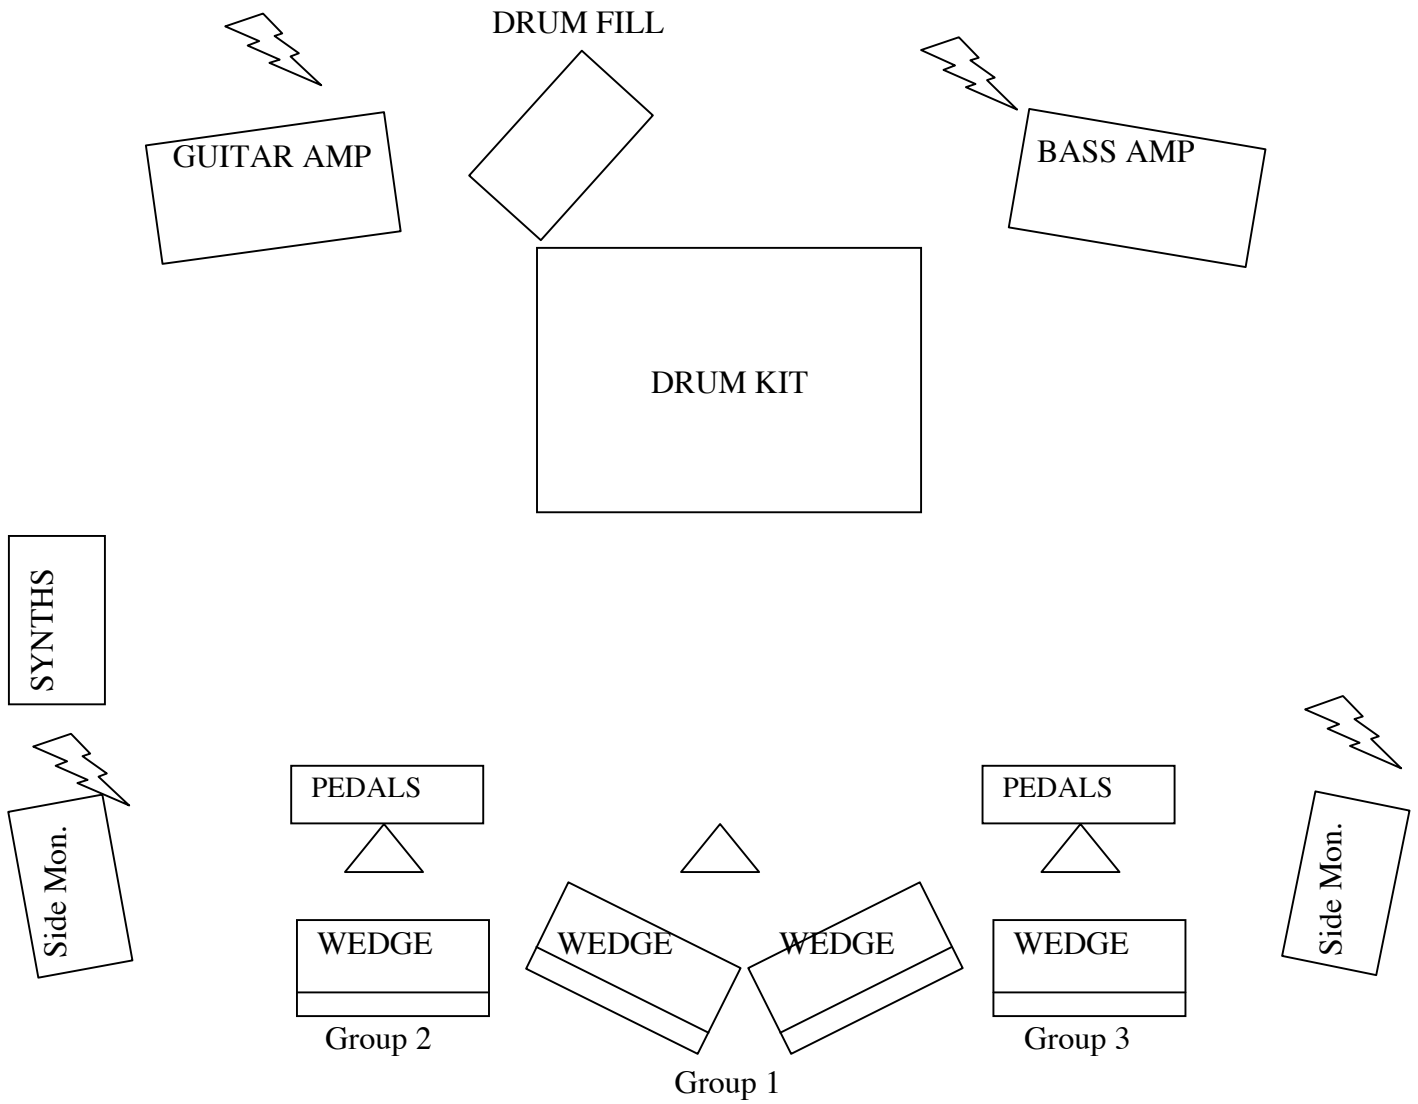 DRUM FILL
GUITAR AMP
BASS AMP
DRUM KIT
SYNTHS
PEDALS
PEDALS
Side Mon.
Side Mon.
WEDGE
WEDGE
WEDGE
WEDGE
Group 2
Group 3
Group 1